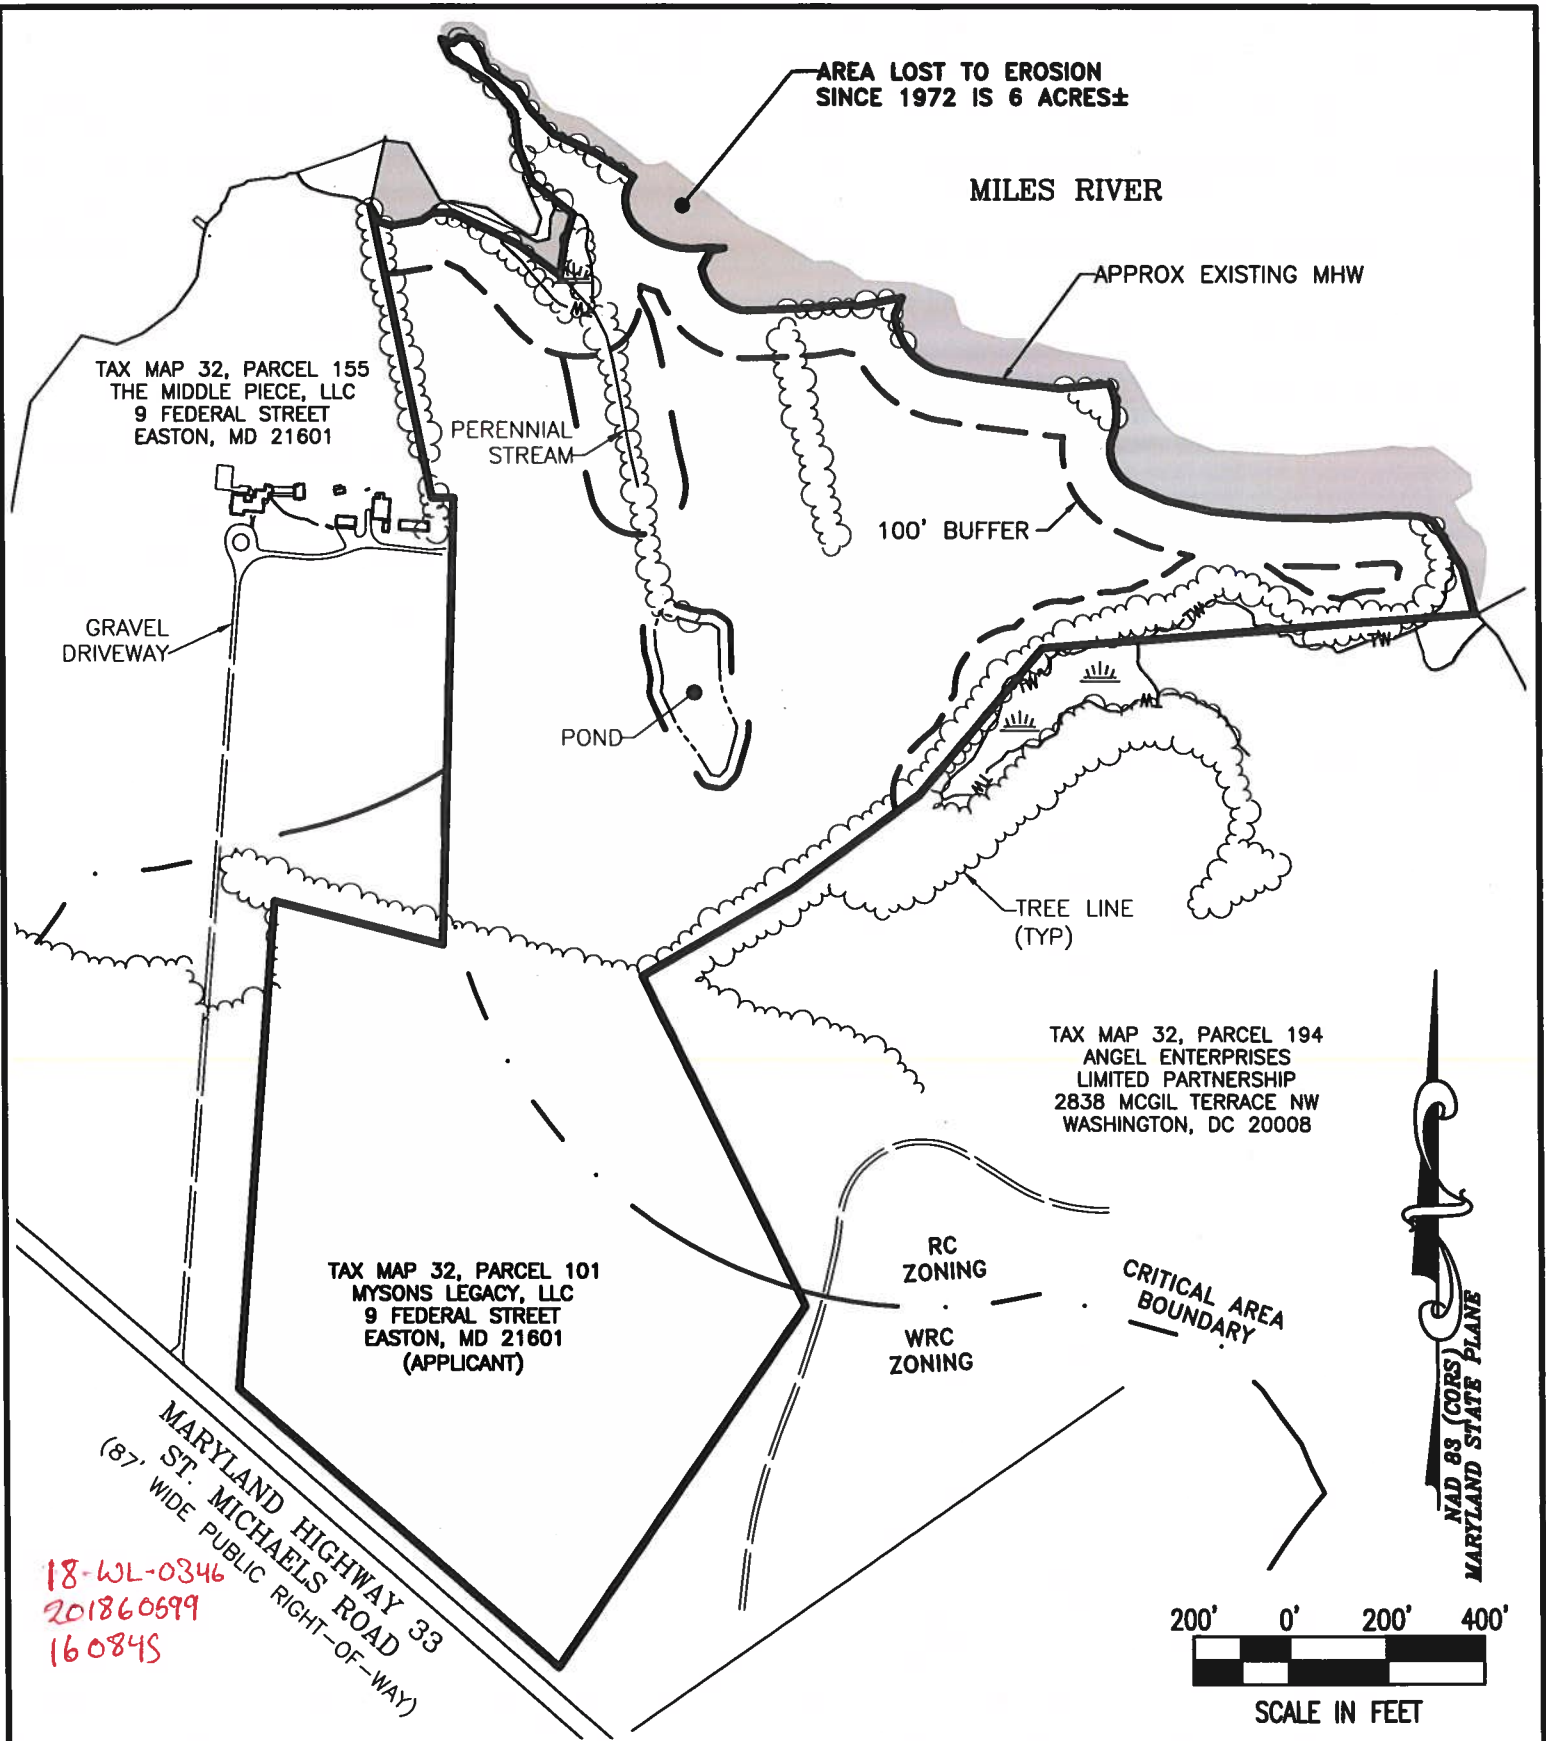 AREA LOST TO EROSION
SINCE 1972 IS 6 ACRES±
MILES RIVER
APPROX EXISTING MHW
TAX MAP 32, PARCEL 155
THE MIDDLE PIECE, LLC
9 FEDERAL STREET
EASTON, MD 21601
PERENNIAL
STREAM
100' BUFFER
GRAVEL
DRIVEWAY
TW
TW
TW
POND
TREE LINE
(TYP)
TAX MAP 32, PARCEL 194
ANGEL ENTERPRISES
LIMITED PARTNERSHIP
2838 MCGIL TERRACE NW
WASHINGTON, DC 20008
RC
ZONING
CRITICAL AREA
BOUNDARY
WRC
ZONING
TAX MAP 32, PARCEL 101
MYSONS LEGACY, LLC
9 FEDERAL STREET
EASTON, MD 21601
(APPLICANT)
NAD 83 (CORS)
MARYLAND STATE PLANE
MARYLAND HIGHWAY 33
ST. MICHAELS ROAD
(87' WIDE PUBLIC RIGHT-OF-WAY)
18-WL-0346
201860599
16084S
200' 0' 200' 400'
SCALE IN FEET